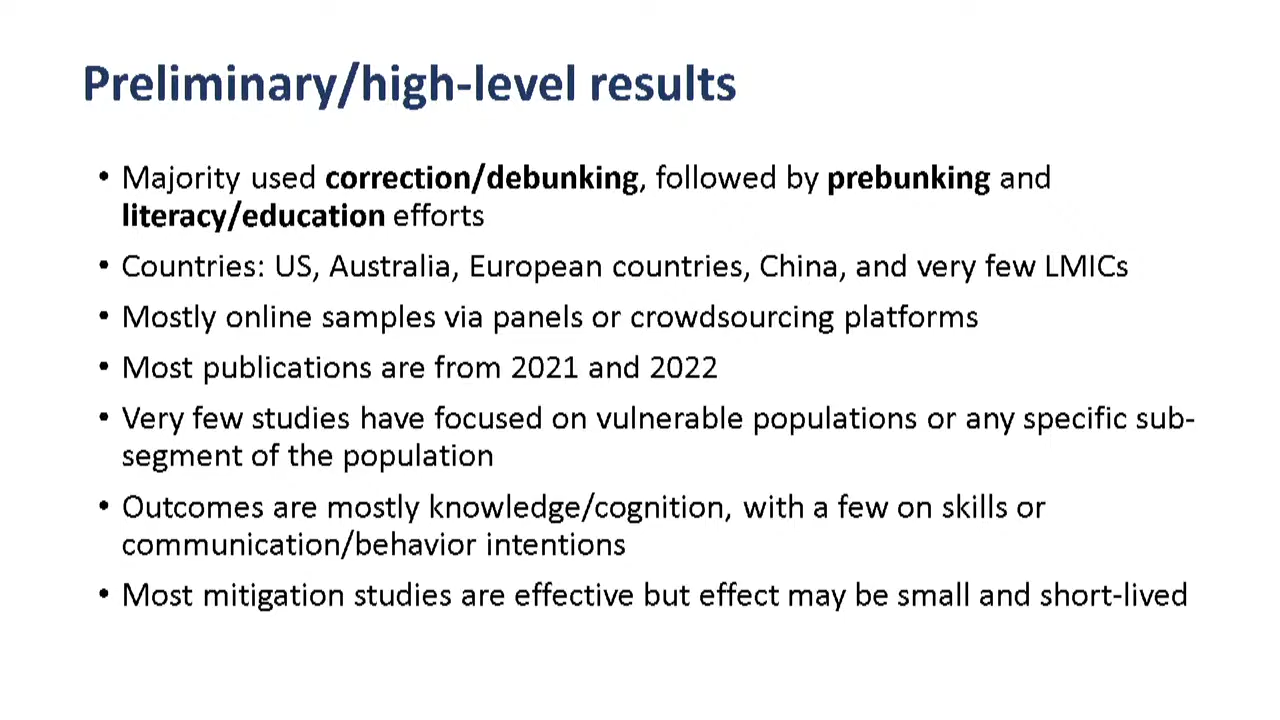 Preliminary/high-level results
• Majority used correction/debunking, followed by prebunking and
literacy/education efforts
• Countries: US, Australia, European countries, China, and very few LMICs
• Mostly online samples via panels or crowdsourcing platforms
• Most publications are from 2021 and 2022
• Very few studies have focused on vulnerable populations or any specific sub-
segment of the population
• Outcomes are mostly knowledge/cognition, with a few on skills or
communication/behavior intentions
• Most mitigation studies are effective but effect may be small and short-lived